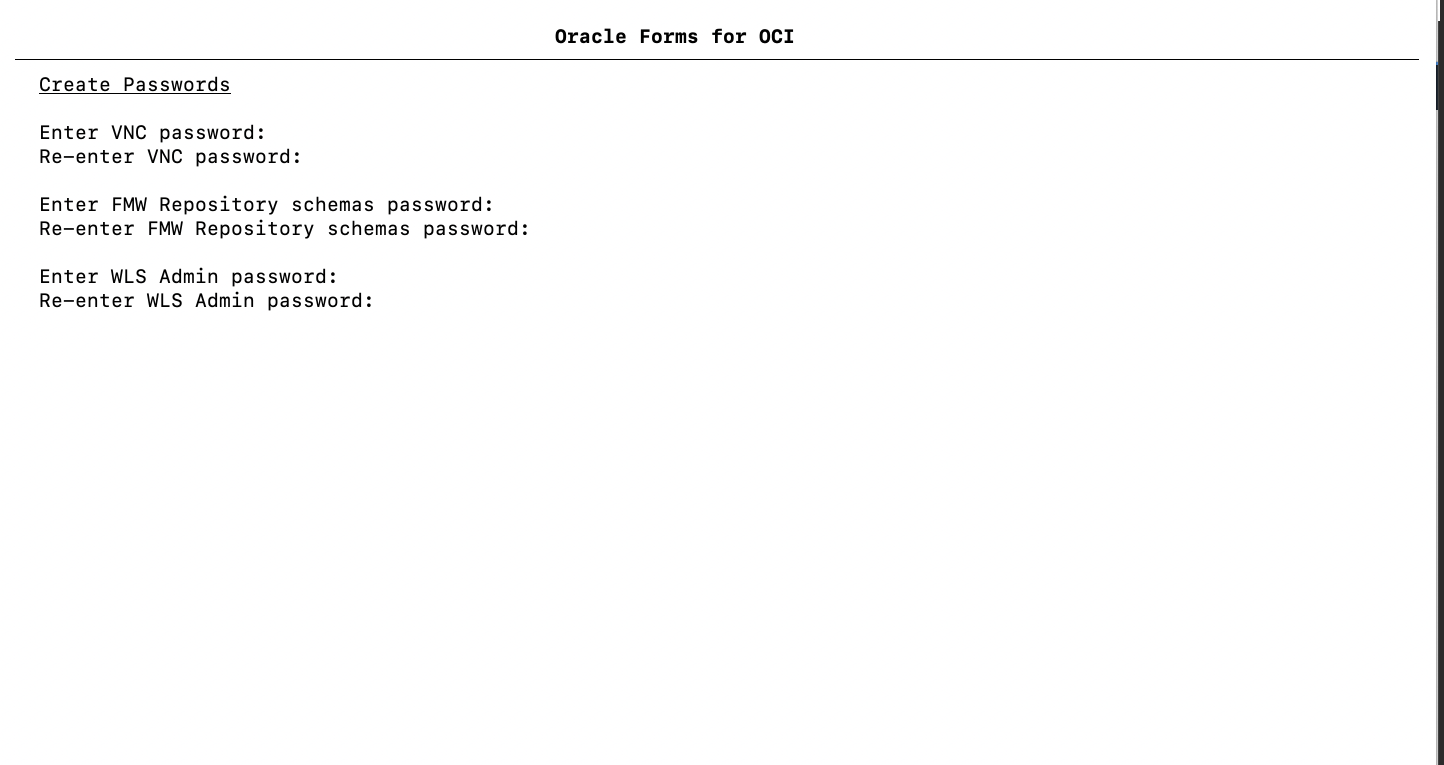 Oracle Forms for OCI
Create Passwords
Enter VNC password:
Re-enter VNC password:
Enter FMW Repository schemas password:
Re-enter FMW Repository schemas password:
Enter WLS Admin password:
Re-enter WLS Admin password: